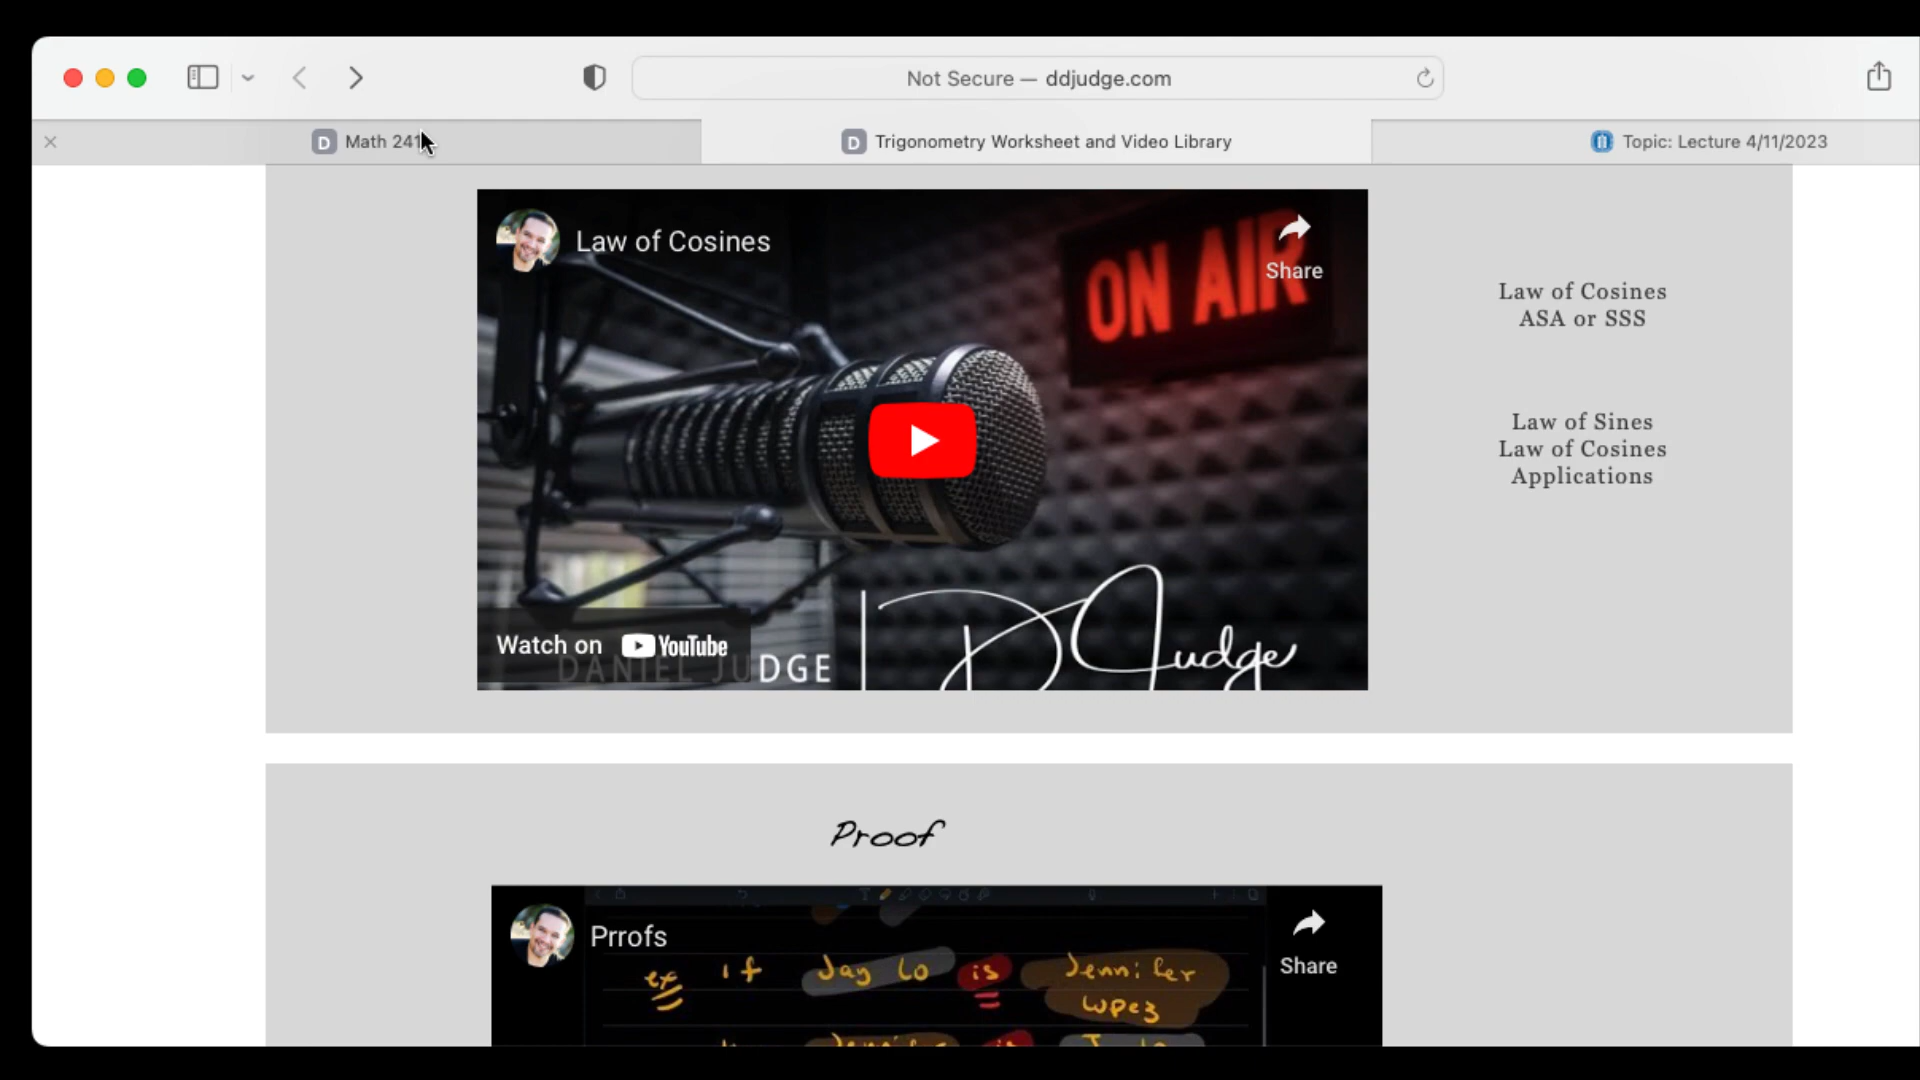 Not Secure — ddjudge.com
Math 241
Trigonometry Worksheet and Video Library
Topic: Lecture 4/11/2023
Law of Cosines
Share
ON AIR
Law of Cosines
ASA or SSS
Law of Sines
Law of Cosines
Applications
Watch on YouTube
DANIEL JUDGE
DJudge
Proof
Prrofs
Share
ex if Jay Lo is Jennifer
Lopez